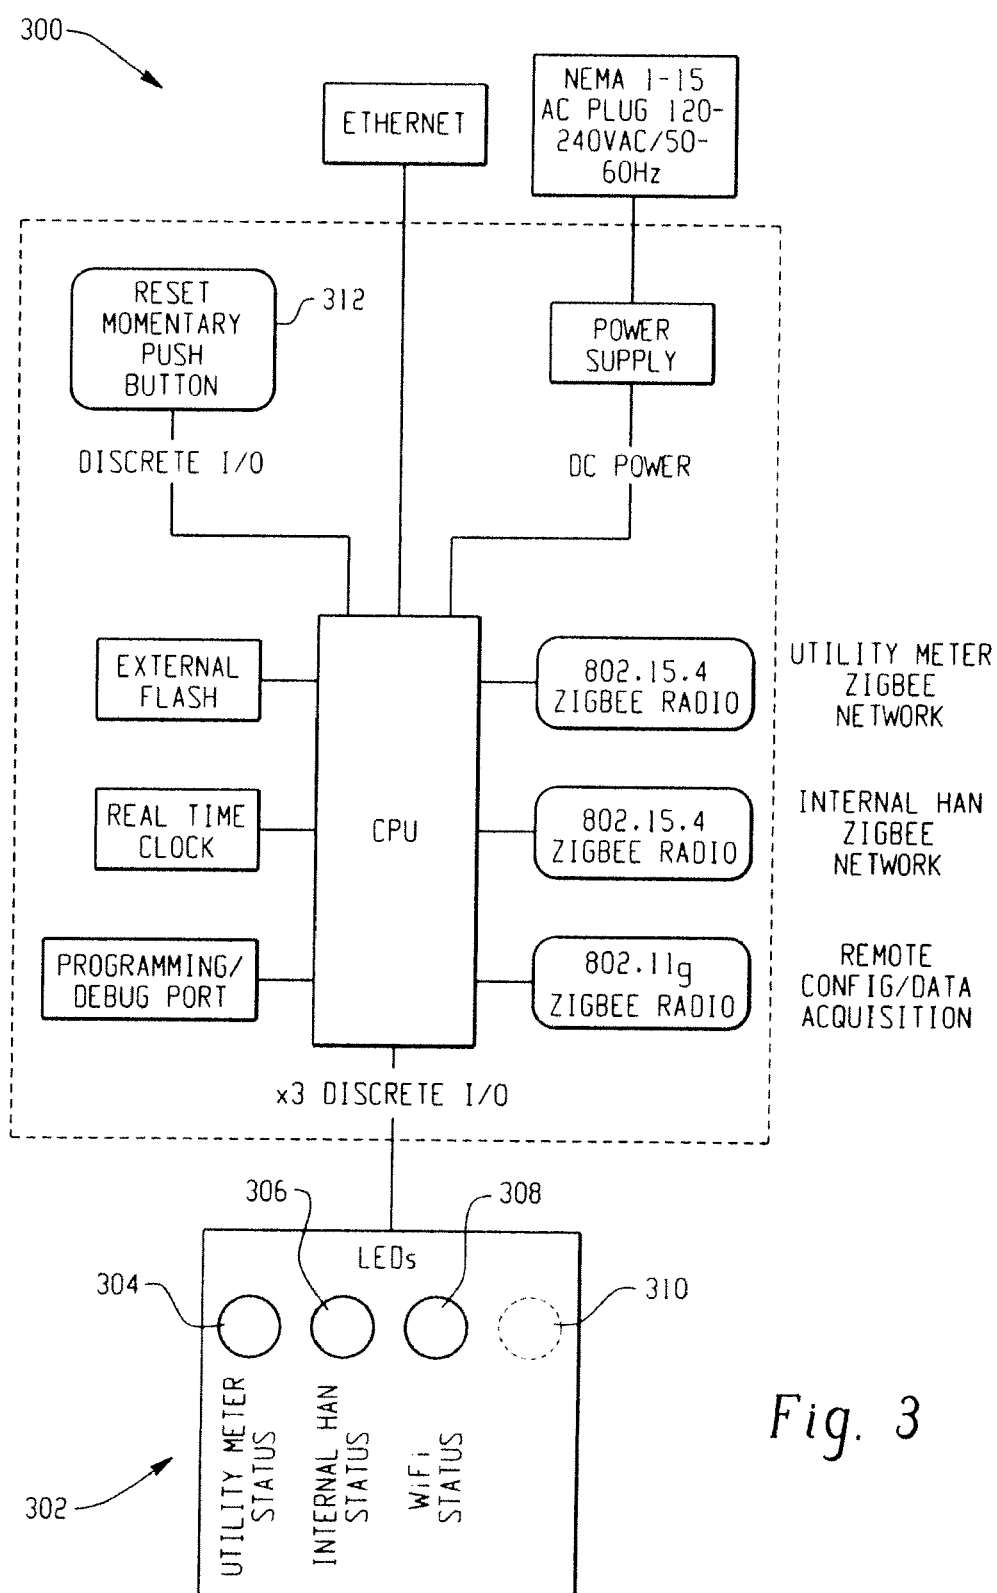 300
ETHERNET
NEMA 1-15
AC PLUG 120-
240VAC/50-
60Hz
RESET
MOMENTARY
PUSH
BUTTON
312
POWER
SUPPLY
DISCRETE I/O
DC POWER
EXTERNAL
FLASH
802.15.4
ZIGBEE RADIO
UTILITY METER
ZIGBEE
NETWORK
REAL TIME
CLOCK
CPU
802.15.4
ZIGBEE RADIO
INTERNAL HAN
ZIGBEE
NETWORK
PROGRAMMING/
DEBUG PORT
802.11g
ZIGBEE RADIO
REMOTE
CONFIG/DATA
ACQUISITION
x3 DISCRETE I/O
306
308
LEDs
304
310
UTILITY METER
STATUS
INTERNAL HAN
STATUS
WiFi
STATUS
302
Fig. 3